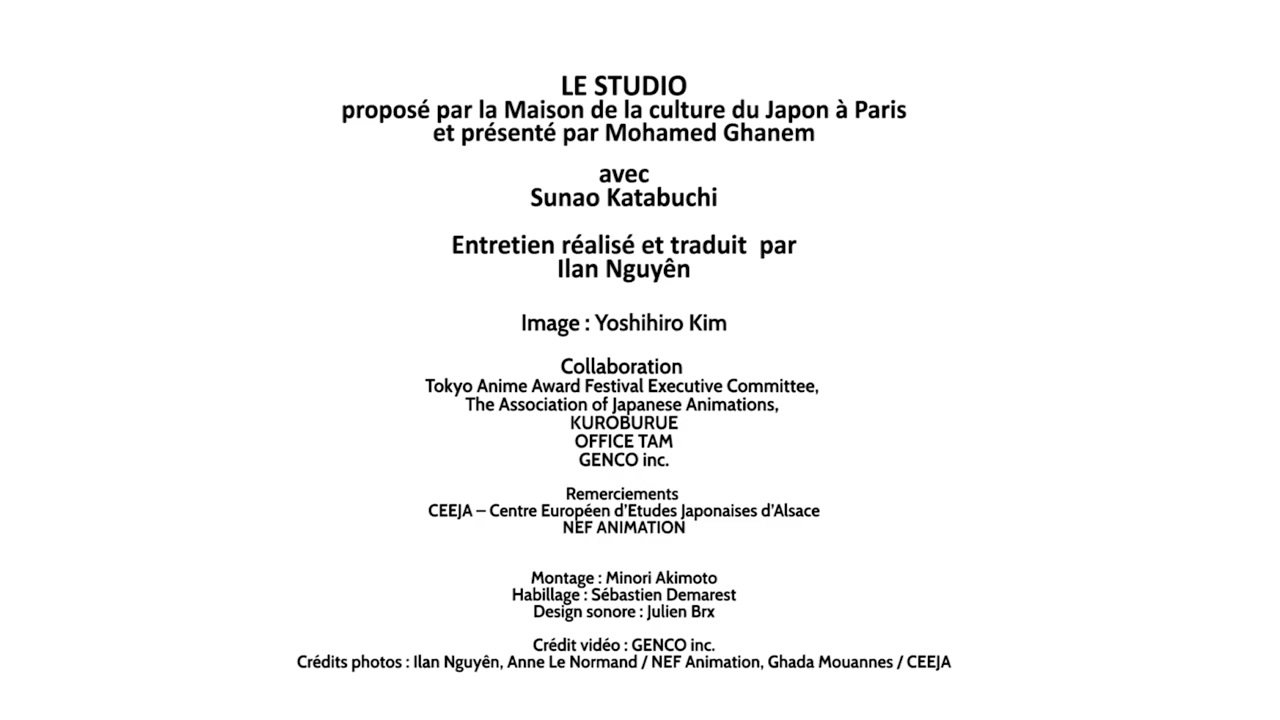 LE STUDIO
proposé par la Maison de la culture du Japon à Paris
et présenté par Mohamed Ghanem
avec
Sunao Katabuchi
Entretien réalisé et traduit par
Ilan Nguyên
Image : Yoshihiro Kim
Collaboration
Tokyo Anime Award Festival Executive Committee,
The Association of Japanese Animations,
KUROBURUE
OFFICE TAM
GENCO inc.
Remerciements
CEEJA – Centre Européen d'Etudes Japonaises d'Alsace
NEF ANIMATION
Montage : Minori Akimoto
Habillage : Sébastien Demarest
Design sonore : Julien Brx
Crédit vidéo : GENCO inc.
Crédits photos : Ilan Nguyên, Anne Le Normand / NEF Animation, Ghada Mouannes / CEEJA